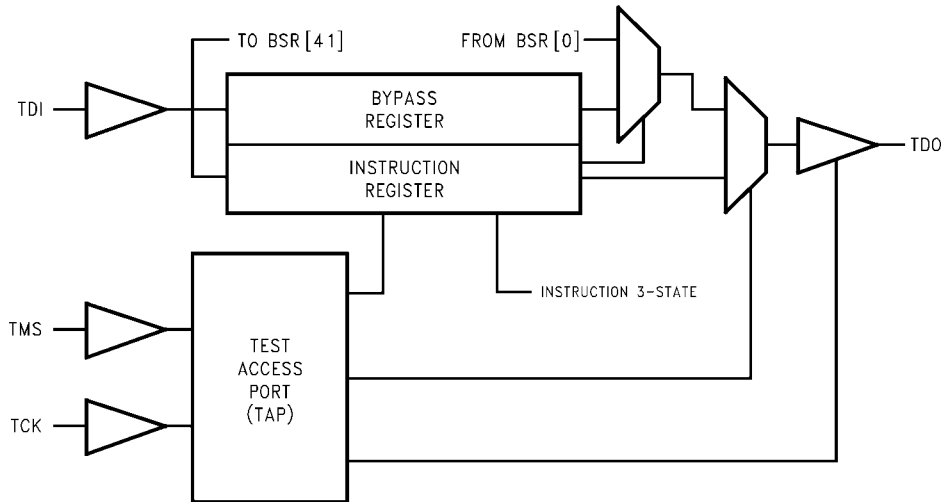 TO BSR[41]
FROM BSR[0]
TDI
BYPASS
REGISTER
INSTRUCTION
REGISTER
TDO
INSTRUCTION 3-STATE
TMS
TEST
ACCESS
PORT
(TAP)
TCK